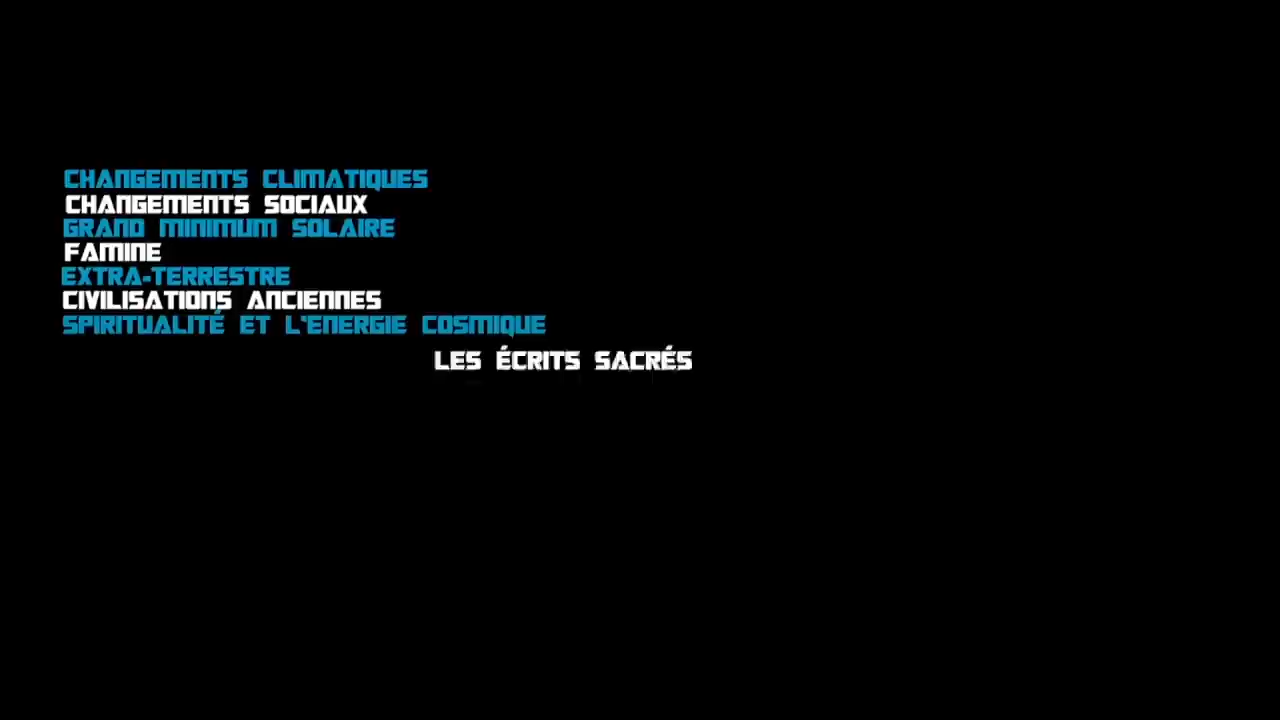 CHANGEMENTS CLIMATIQUES
CHANGEMENTS SOCIAUX
GRAND MINIMUM SOLAIRE
FAMINE
EXTRA-TERRESTRE
CIVILISATIONS ANCIENNES
SPIRITUALITÉ ET L'ENERGIE COSMIQUE
LES ÉCRITS SACRÉS